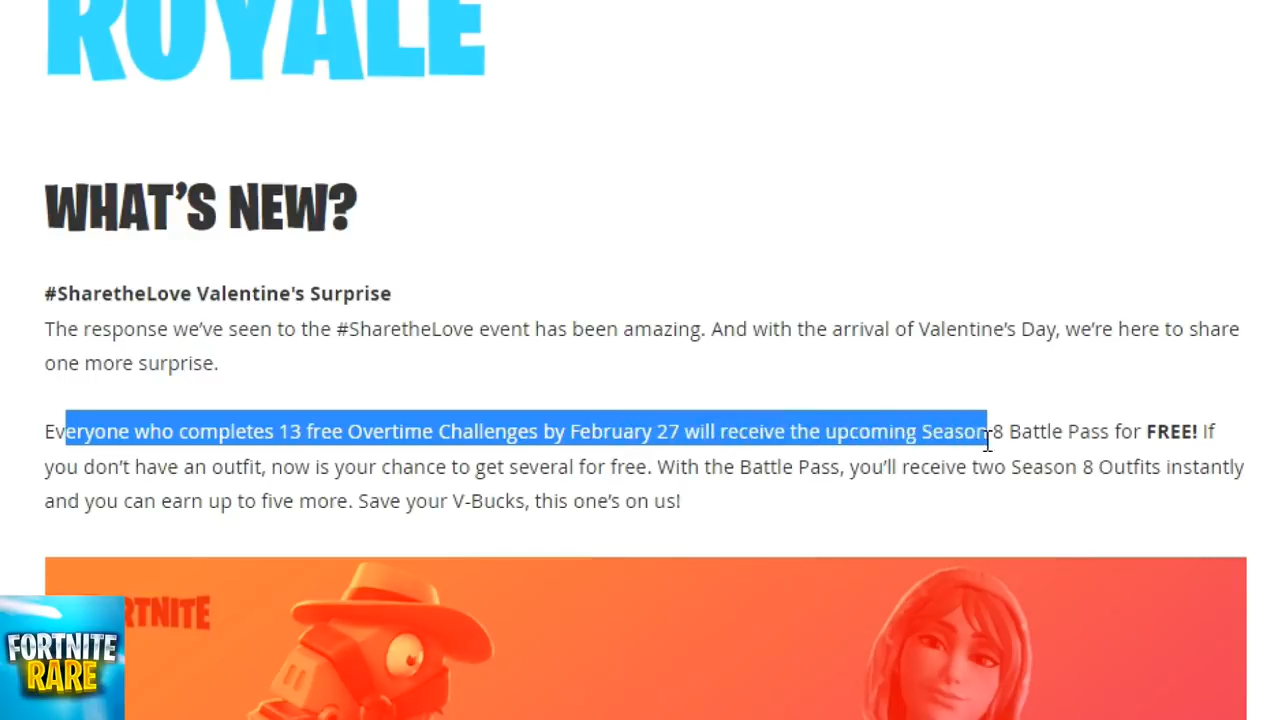 ROYALE
WHAT'S NEW?
#SharetheLove Valentine's Surprise
The response we've seen to the #SharetheLove event has been amazing. And with the arrival of Valentine's Day, we're here to share
one more surprise.
Everyone who completes 13 free Overtime Challenges by February 27 will receive the upcoming Season 8 Battle Pass for FREE! If
you don't have an outfit, now is your chance to get several for free. With the Battle Pass, you'll receive two Season 8 Outfits instantly
and you can earn up to five more. Save your V-Bucks, this one's on us!
RTNITE
FORTNITE
RARE